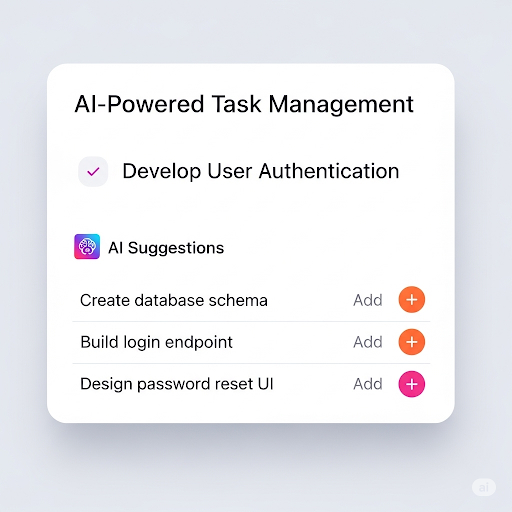 AI-Powered Task Management
Develop User Authentication
AI Suggestions
Create database schema Add
Build login endpoint Add
Design password reset UI Add
ai